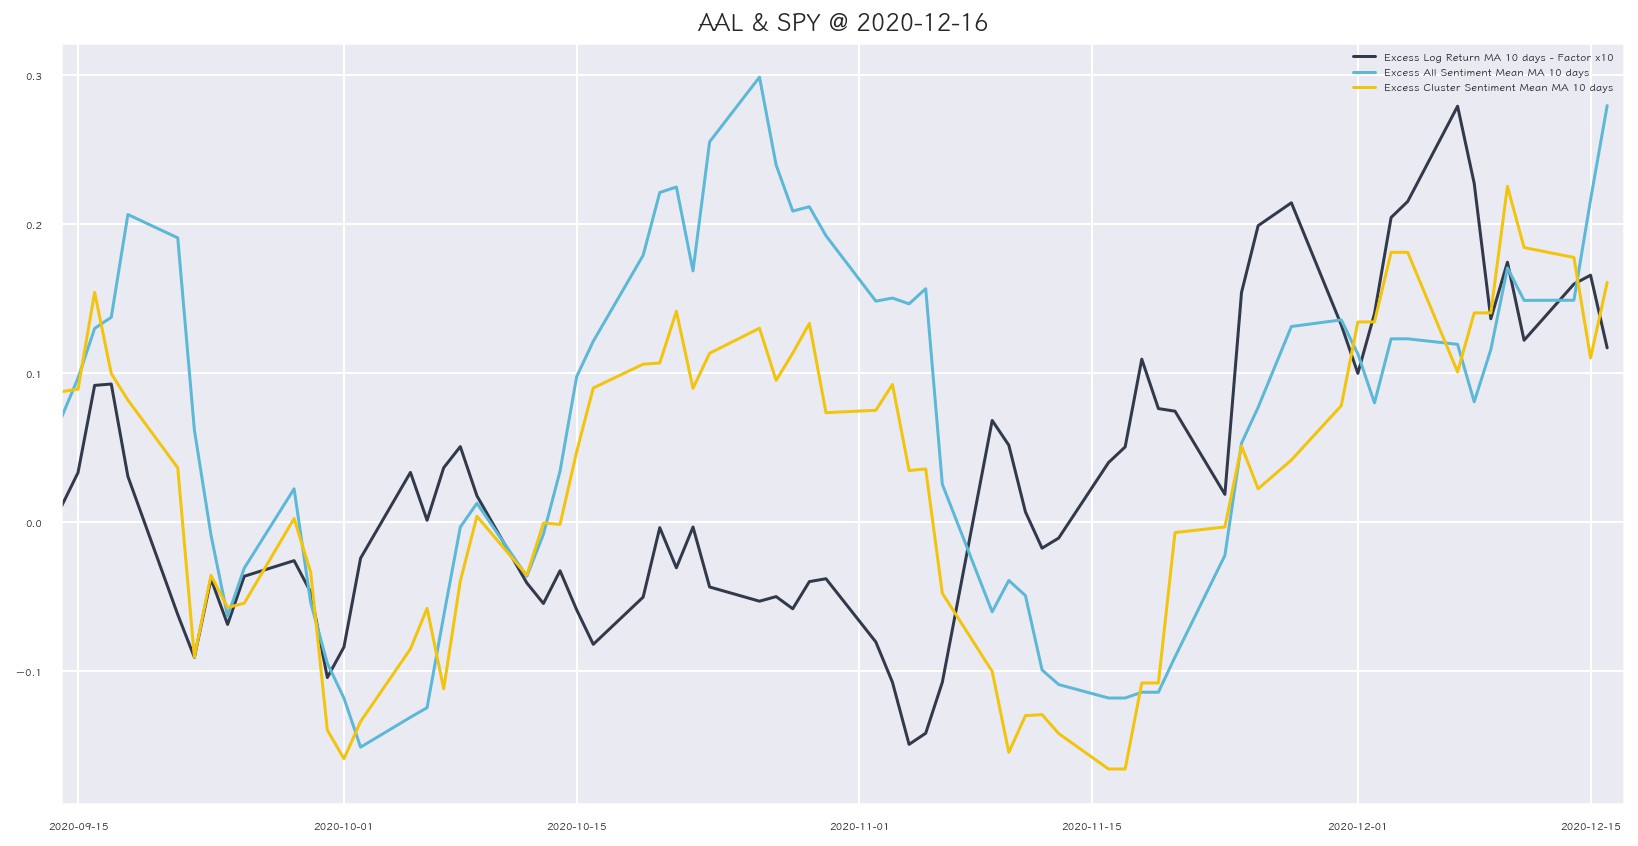 AAL & SPY @ 2020-12-16
Excess Log Return MA 10 days - Factor x10
Excess All Sentiment Mean MA 10 days
Excess Cluster Sentiment Mean MA 10 days
0.3
0.2
0.1
0.0
−0.1
2020-09-15 2020-10-01 2020-10-15 2020-11-01 2020-11-15 2020-12-01 2020-12-15